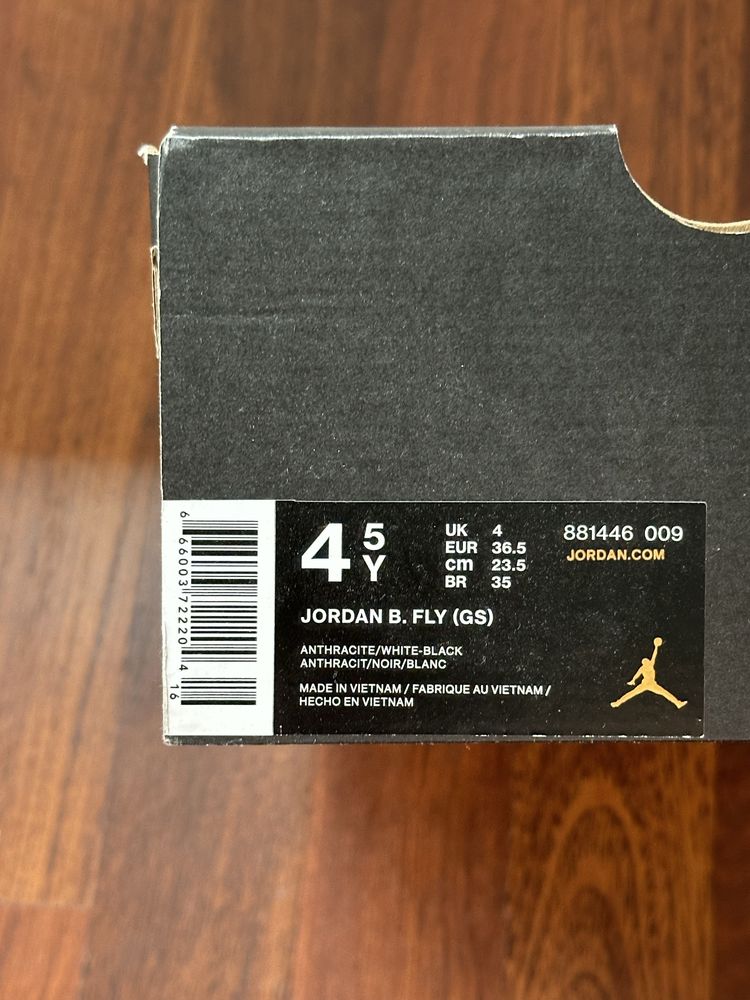 6 66003 72220 4
16
4 5 Y
UK 4
EUR 36.5
cm 23.5
BR 35
881446 009
JORDAN.COM
JORDAN B. FLY (GS)
ANTHRACITE/WHITE-BLACK
ANTHRACIT/NOIR/BLANC
MADE IN VIETNAM / FABRIQUE AU VIETNAM /
HECHO EN VIETNAM